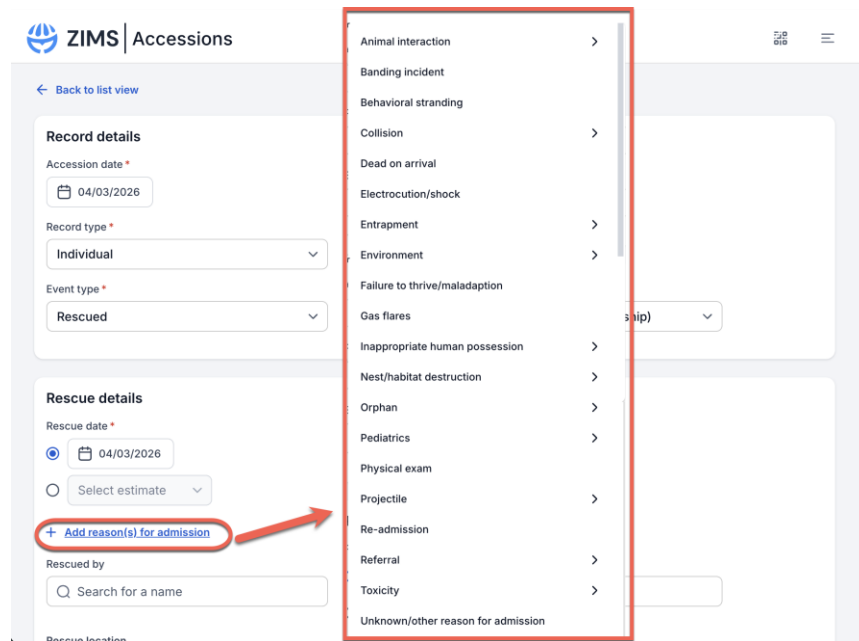 ZIMS Accessions
Back to list view
Record details
Accession date *
04/03/2026
Record type *
Individual
Event type *
Rescued
ship)
Rescue details
Rescue date *
04/03/2026
Select estimate
+ Add reason(s) for admission
Rescued by
Search for a name
Rescue location
Animal interaction
Banding incident
Behavioral stranding
Collision
Dead on arrival
Electrocution/shock
Entrapment
Environment
Failure to thrive/maladaption
Gas flares
Inappropriate human possession
Nest/habitat destruction
Orphan
Pediatrics
Physical exam
Projectile
Re-admission
Referral
Toxicity
Unknown/other reason for admission